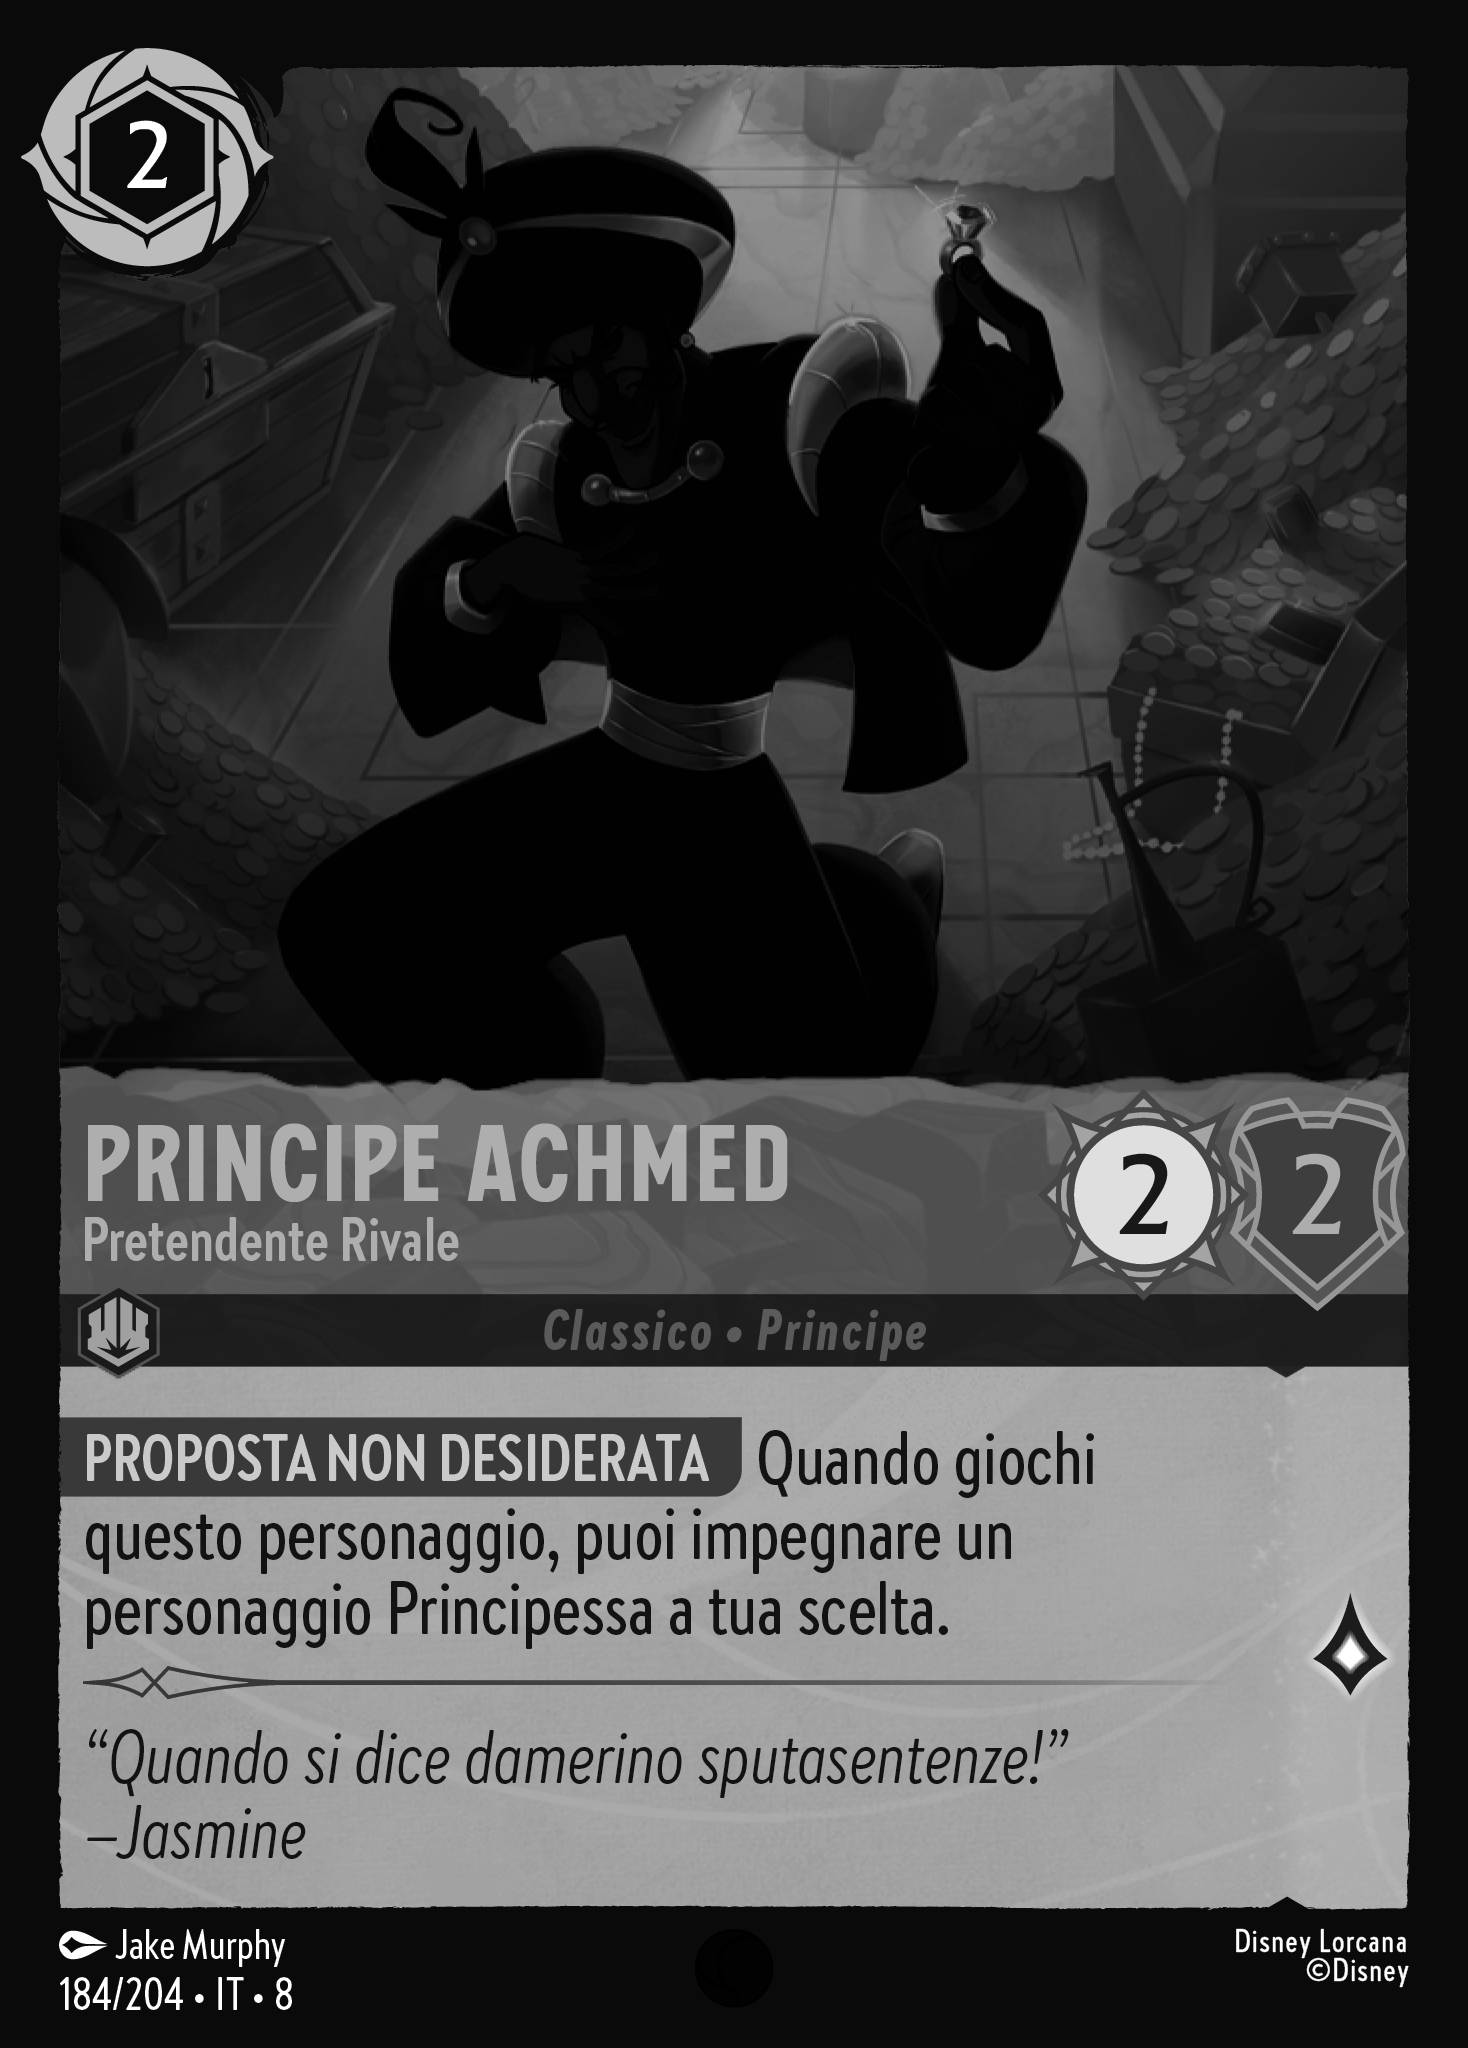 2
PRINCIPE ACHMED
Pretendente Rivale
2 2
Classico • Principe
PROPOSTA NON DESIDERATA Quando giochi
questo personaggio, puoi impegnare un
personaggio Principessa a tua scelta.
“Quando si dice damerino sputasentenze!”
–Jasmine
Jake Murphy
184/204 • IT • 8
Disney Lorcana
©Disney